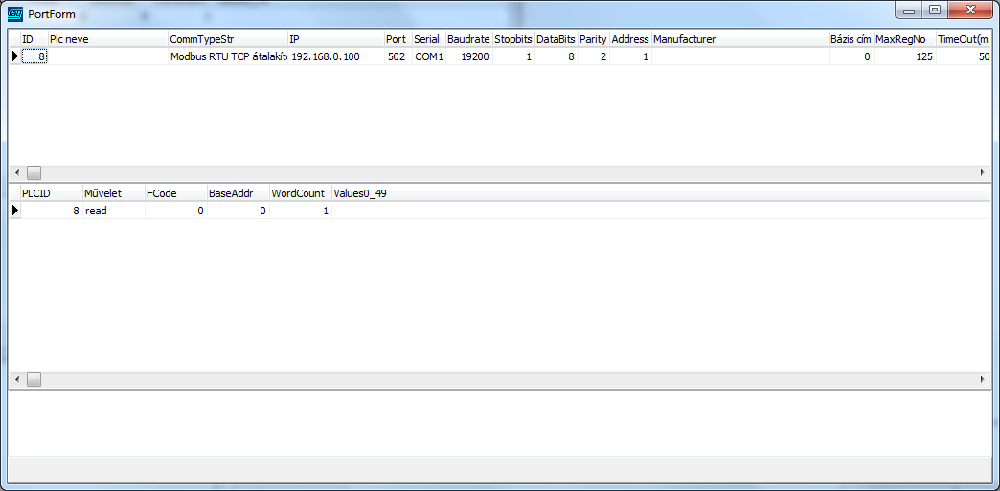 PortForm
ID Plc neve CommTypeStr IP Port Serial Baudrate Stopbits DataBits Parity Address Manufacturer Bázis cím MaxRegNo TimeOut(ms
8 Modbus RTU TCP átalakít 192.168.0.100 502 COM1 19200 1 8 2 1 0 125 50
PLCID Művelet FCode BaseAddr WordCount Values0_49
8 read 0 0 1